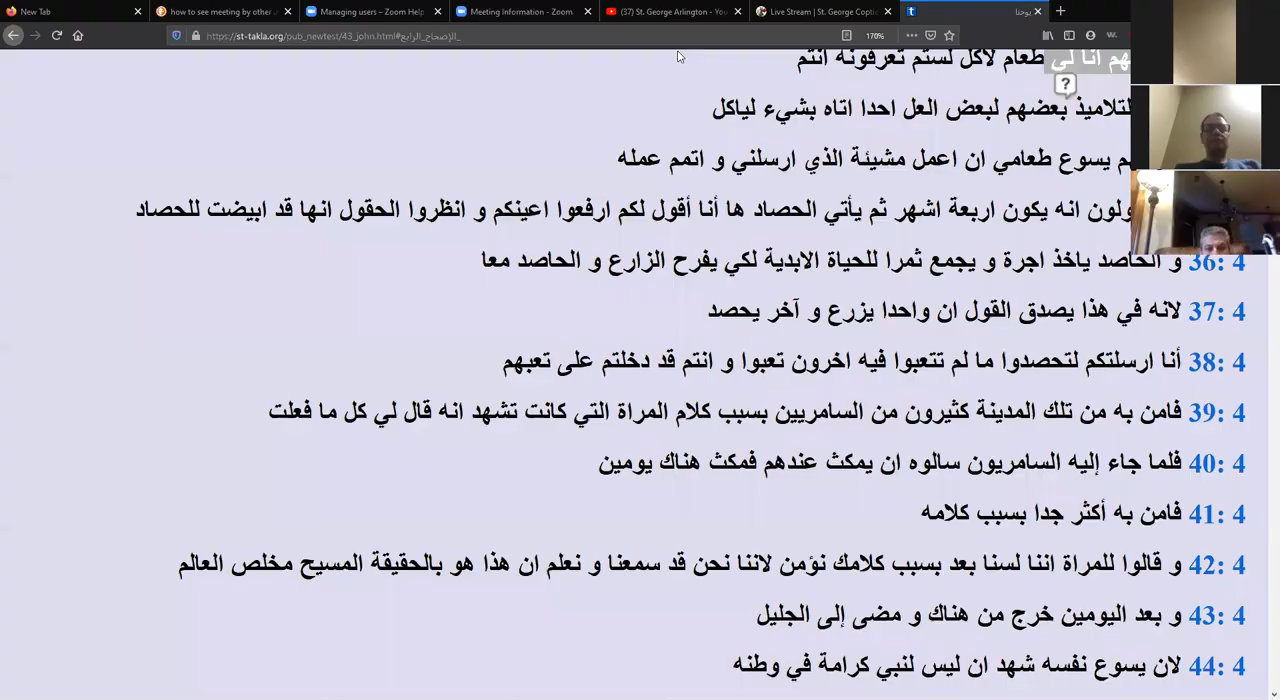 New Tab
how to see meeting by other
Managing users – Zoom Help
Meeting Information - Zoom
(37) St. George Arlington - You
Live Stream | St. George Copti
يوحنا
https://st-takla.org/pub_newtest/43_john.html#الإصحاح_الرابع_
170%
انا لي طعام لآكل لستم تعرفونه انتم
التلاميذ بعضهم لبعض العل احدا اتاه بشيء لياكل
يسوع طعامي ان اعمل مشيئة الذي ارسلني و اتمم عمله
انه يكون اربعة اشهر ثم يأتي الحصاد ها أنا أقول لكم ارفعوا اعينكم و انظروا الحقول انها قد ابيضت للحصاد
36: 4 و الحاصد ياخذ اجرة و يجمع ثمرا للحياة الابدية لكي يفرح الزارع و الحاصد معا
37: 4 لانه في هذا يصدق القول ان واحدا يزرع و آخر يحصد
38: 4 أنا ارسلتكم لتحصدوا ما لم تتعبوا فيه اخرون تعبوا و انتم قد دخلتم على تعبهم
39: 4 فامن به من تلك المدينة كثيرون من السامريين بسبب كلام المراة التي كانت تشهد انه قال لي كل ما فعلت
40: 4 فلما جاء إليه السامريون سالوه ان يمكث عندهم فمكث هناك يومين
41: 4 فامن به أكثر جدا بسبب كلامه
42: 4 و قالوا للمراة اننا لسنا بعد بسبب كلامك نؤمن لاننا نحن قد سمعنا و نعلم ان هذا هو بالحقيقة المسيح مخلص العالم
43: 4 و بعد اليومين خرج من هناك و مضى إلى الجليل
44: 4 لان يسوع نفسه شهد ان ليس لنبي كرامة في وطنه